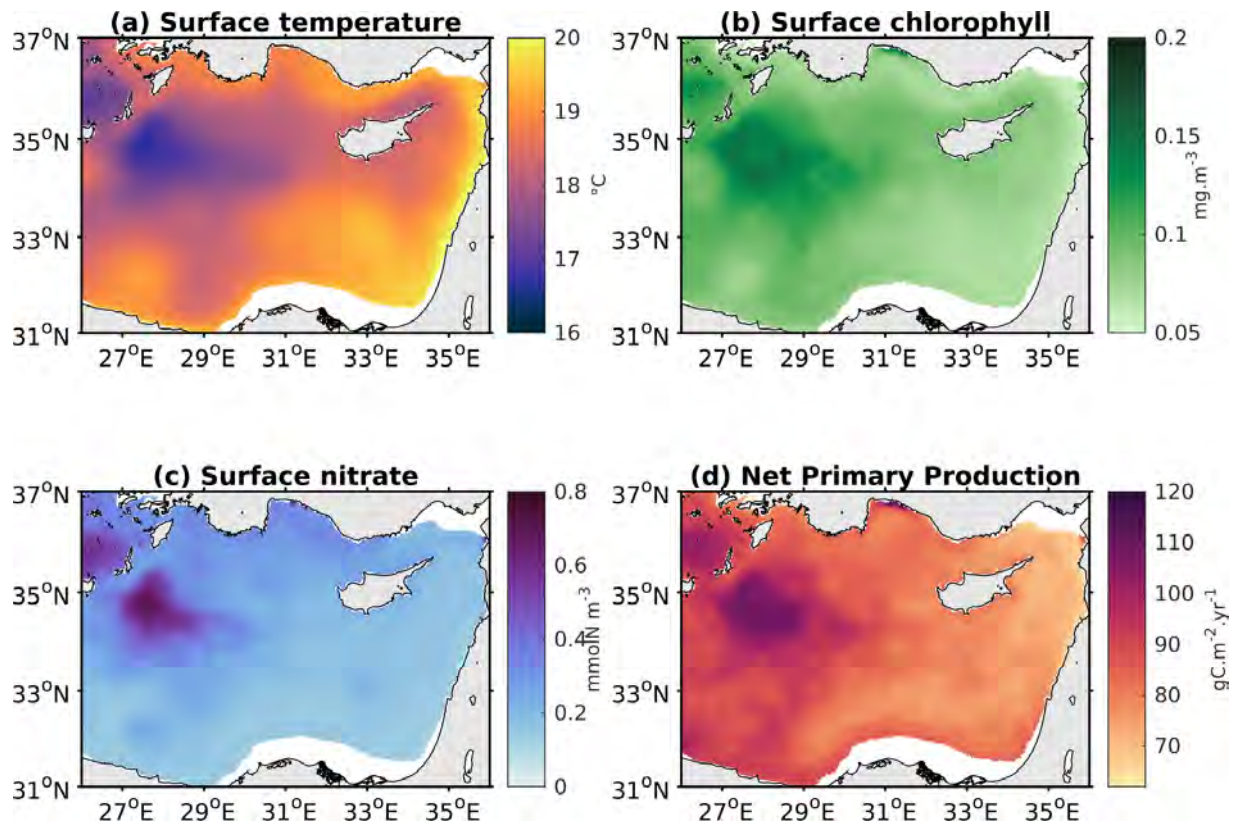 (a) Surface temperature
37°N
35°N
33°N
31°N
27°E 29°E 31°E 33°E 35°E
20
19
18
17
16
°C
(b) Surface chlorophyll
37°N
35°N
33°N
31°N
27°E 29°E 31°E 33°E 35°E
0.2
0.15
0.1
0.05
mg.m⁻³
(c) Surface nitrate
37°N
35°N
33°N
31°N
27°E 29°E 31°E 33°E 35°E
0.8
0.6
0.4
0.2
0
mmolN m⁻³
(d) Net Primary Production
37°N
35°N
33°N
31°N
27°E 29°E 31°E 33°E 35°E
120
110
100
90
80
70
gC.m⁻².yr⁻¹